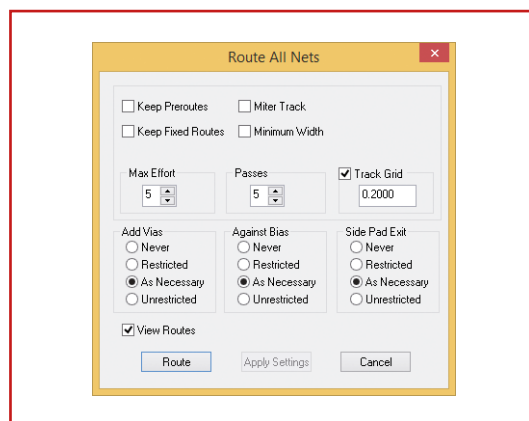 Route All Nets
Keep Preroutes Miter Track
Keep Fixed Routes Minimum Width
Max Effort Passes Track Grid
5 5 0.2000
Add Vias Against Bias Side Pad Exit
Never Never Never
Restricted Restricted Restricted
As Necessary As Necessary As Necessary
Unrestricted Unrestricted Unrestricted
View Routes
Route Apply Settings Cancel